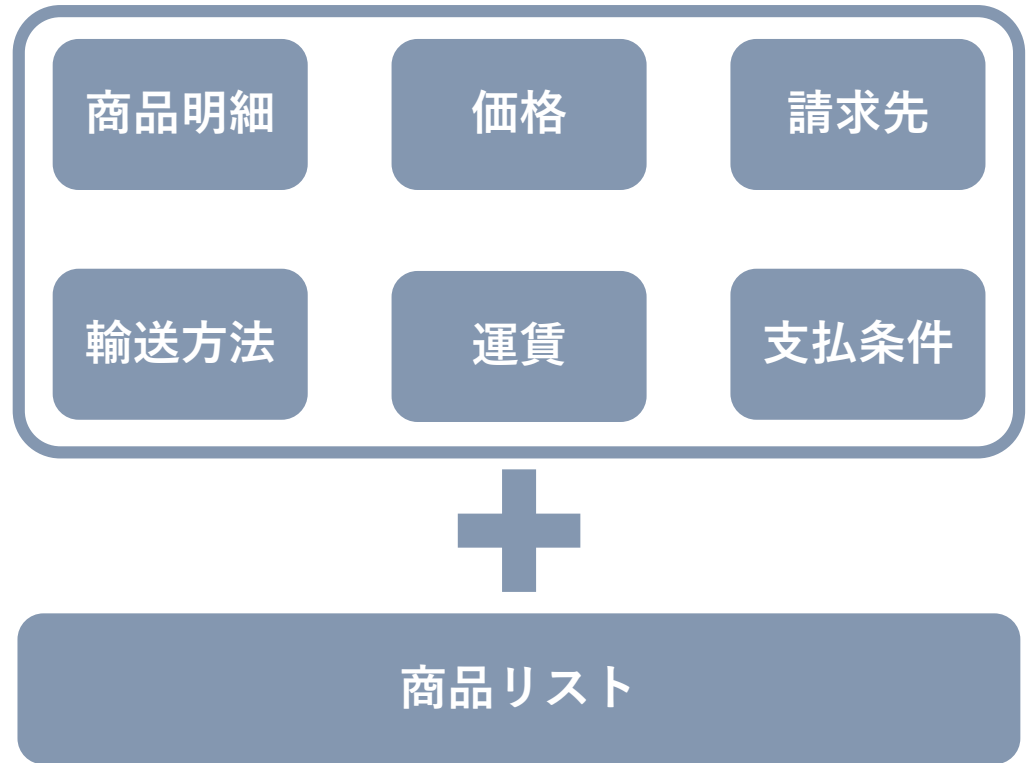 商品明細
価格
請求先
輸送方法
運賃
支払条件
商品リスト